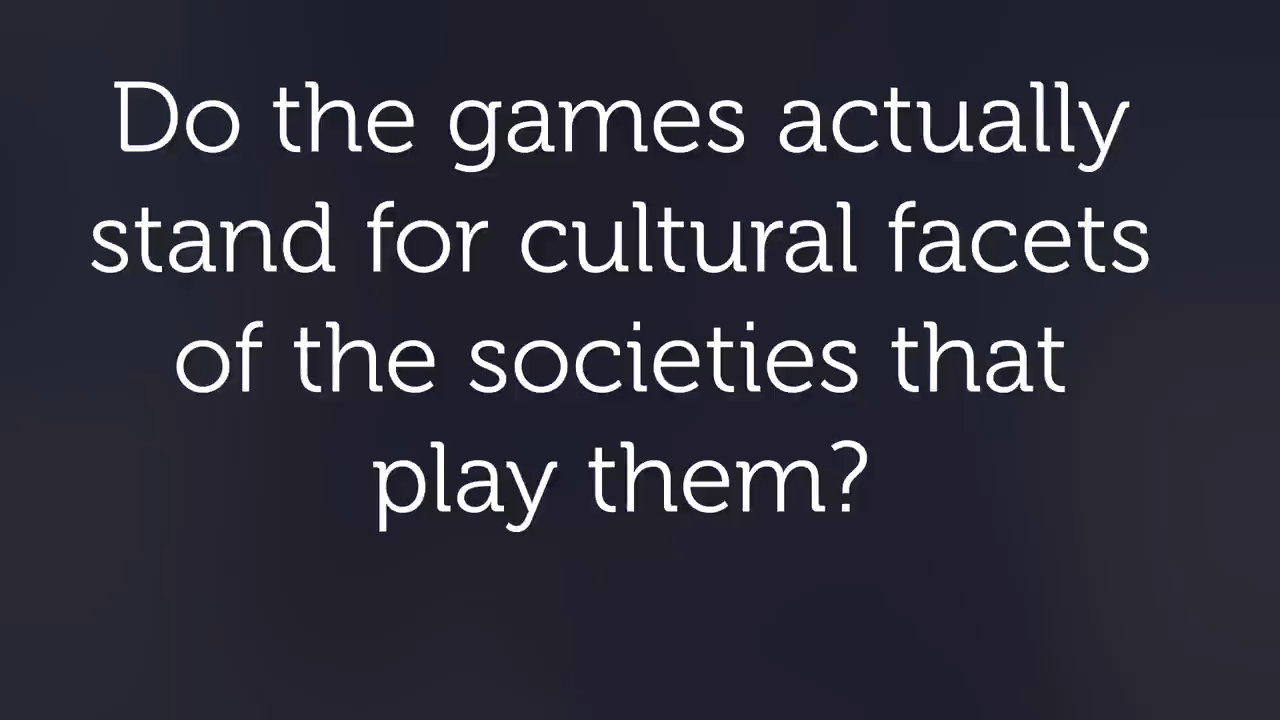 Do the games actually
stand for cultural facets
of the societies that
play them?